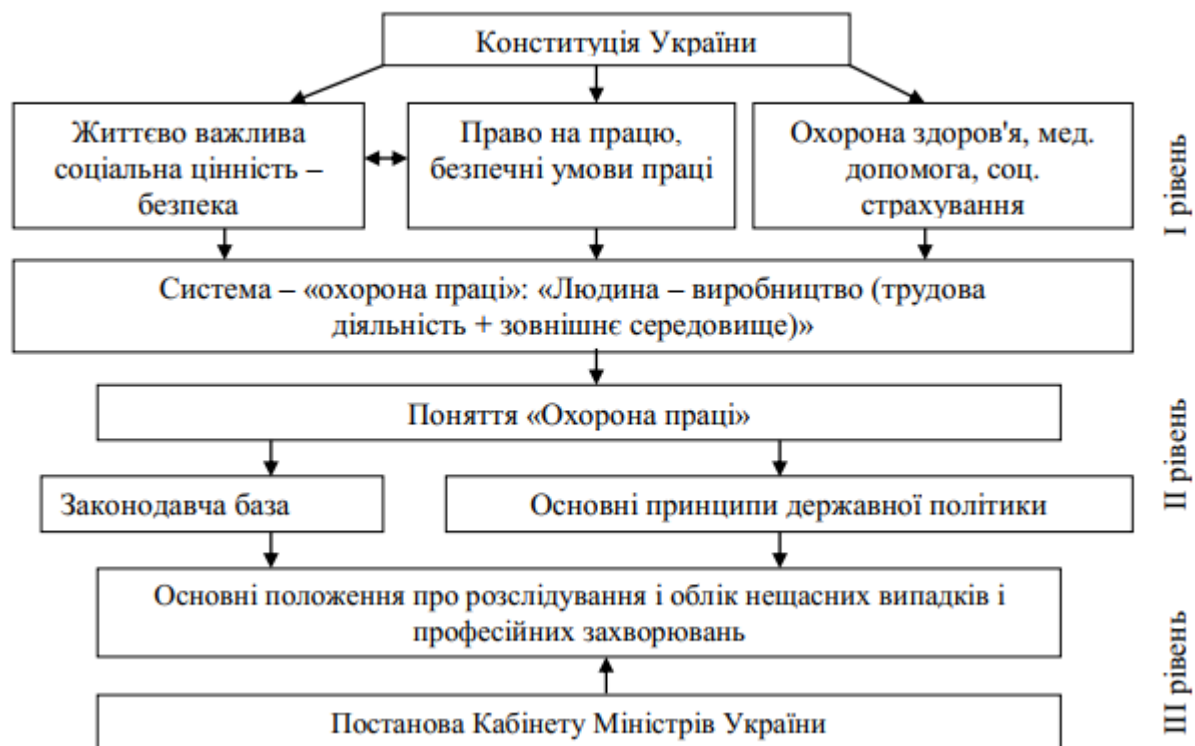 Конституція України
Життєво важлива
соціальна цінність –
безпека
Право на працю,
безпечні умови праці
Охорона здоров'я, мед.
допомога, соц.
страхування
І рівень
Система – «охорона праці»: «Людина – виробництво (трудова
діяльність + зовнішнє середовище)»
Поняття «Охорона праці»
Законодавча база
Основні принципи державної політики
ІІ рівень
Основні положення про розслідування і облік нещасних випадків і
професійних захворювань
Постанова Кабінету Міністрів України
ІІІ рівень